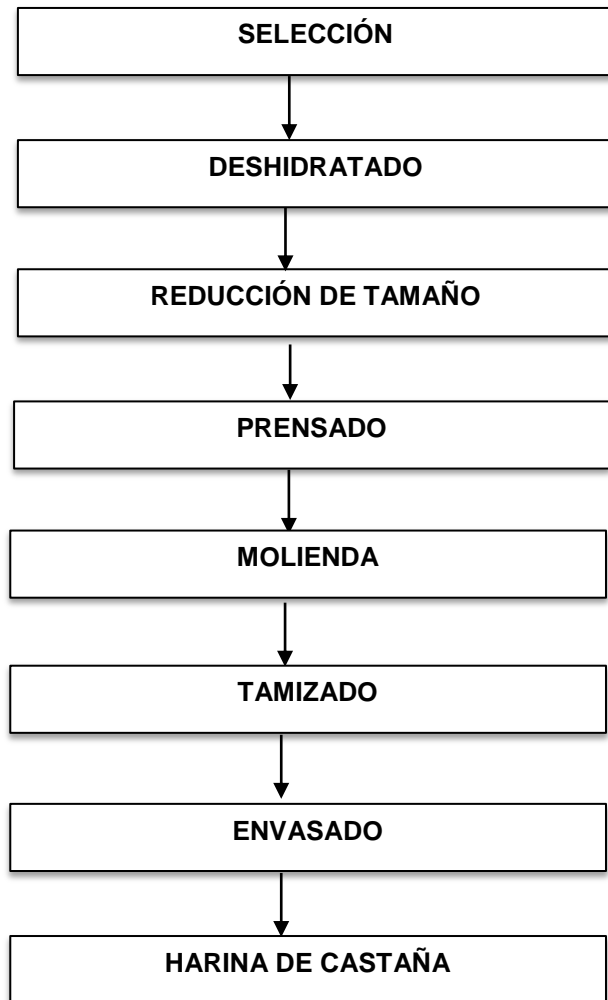 SELECCIÓN
DESHIDRATADO
REDUCCIÓN DE TAMAÑO
PRENSADO
MOLIENDA
TAMIZADO
ENVASADO
HARINA DE CASTAÑA